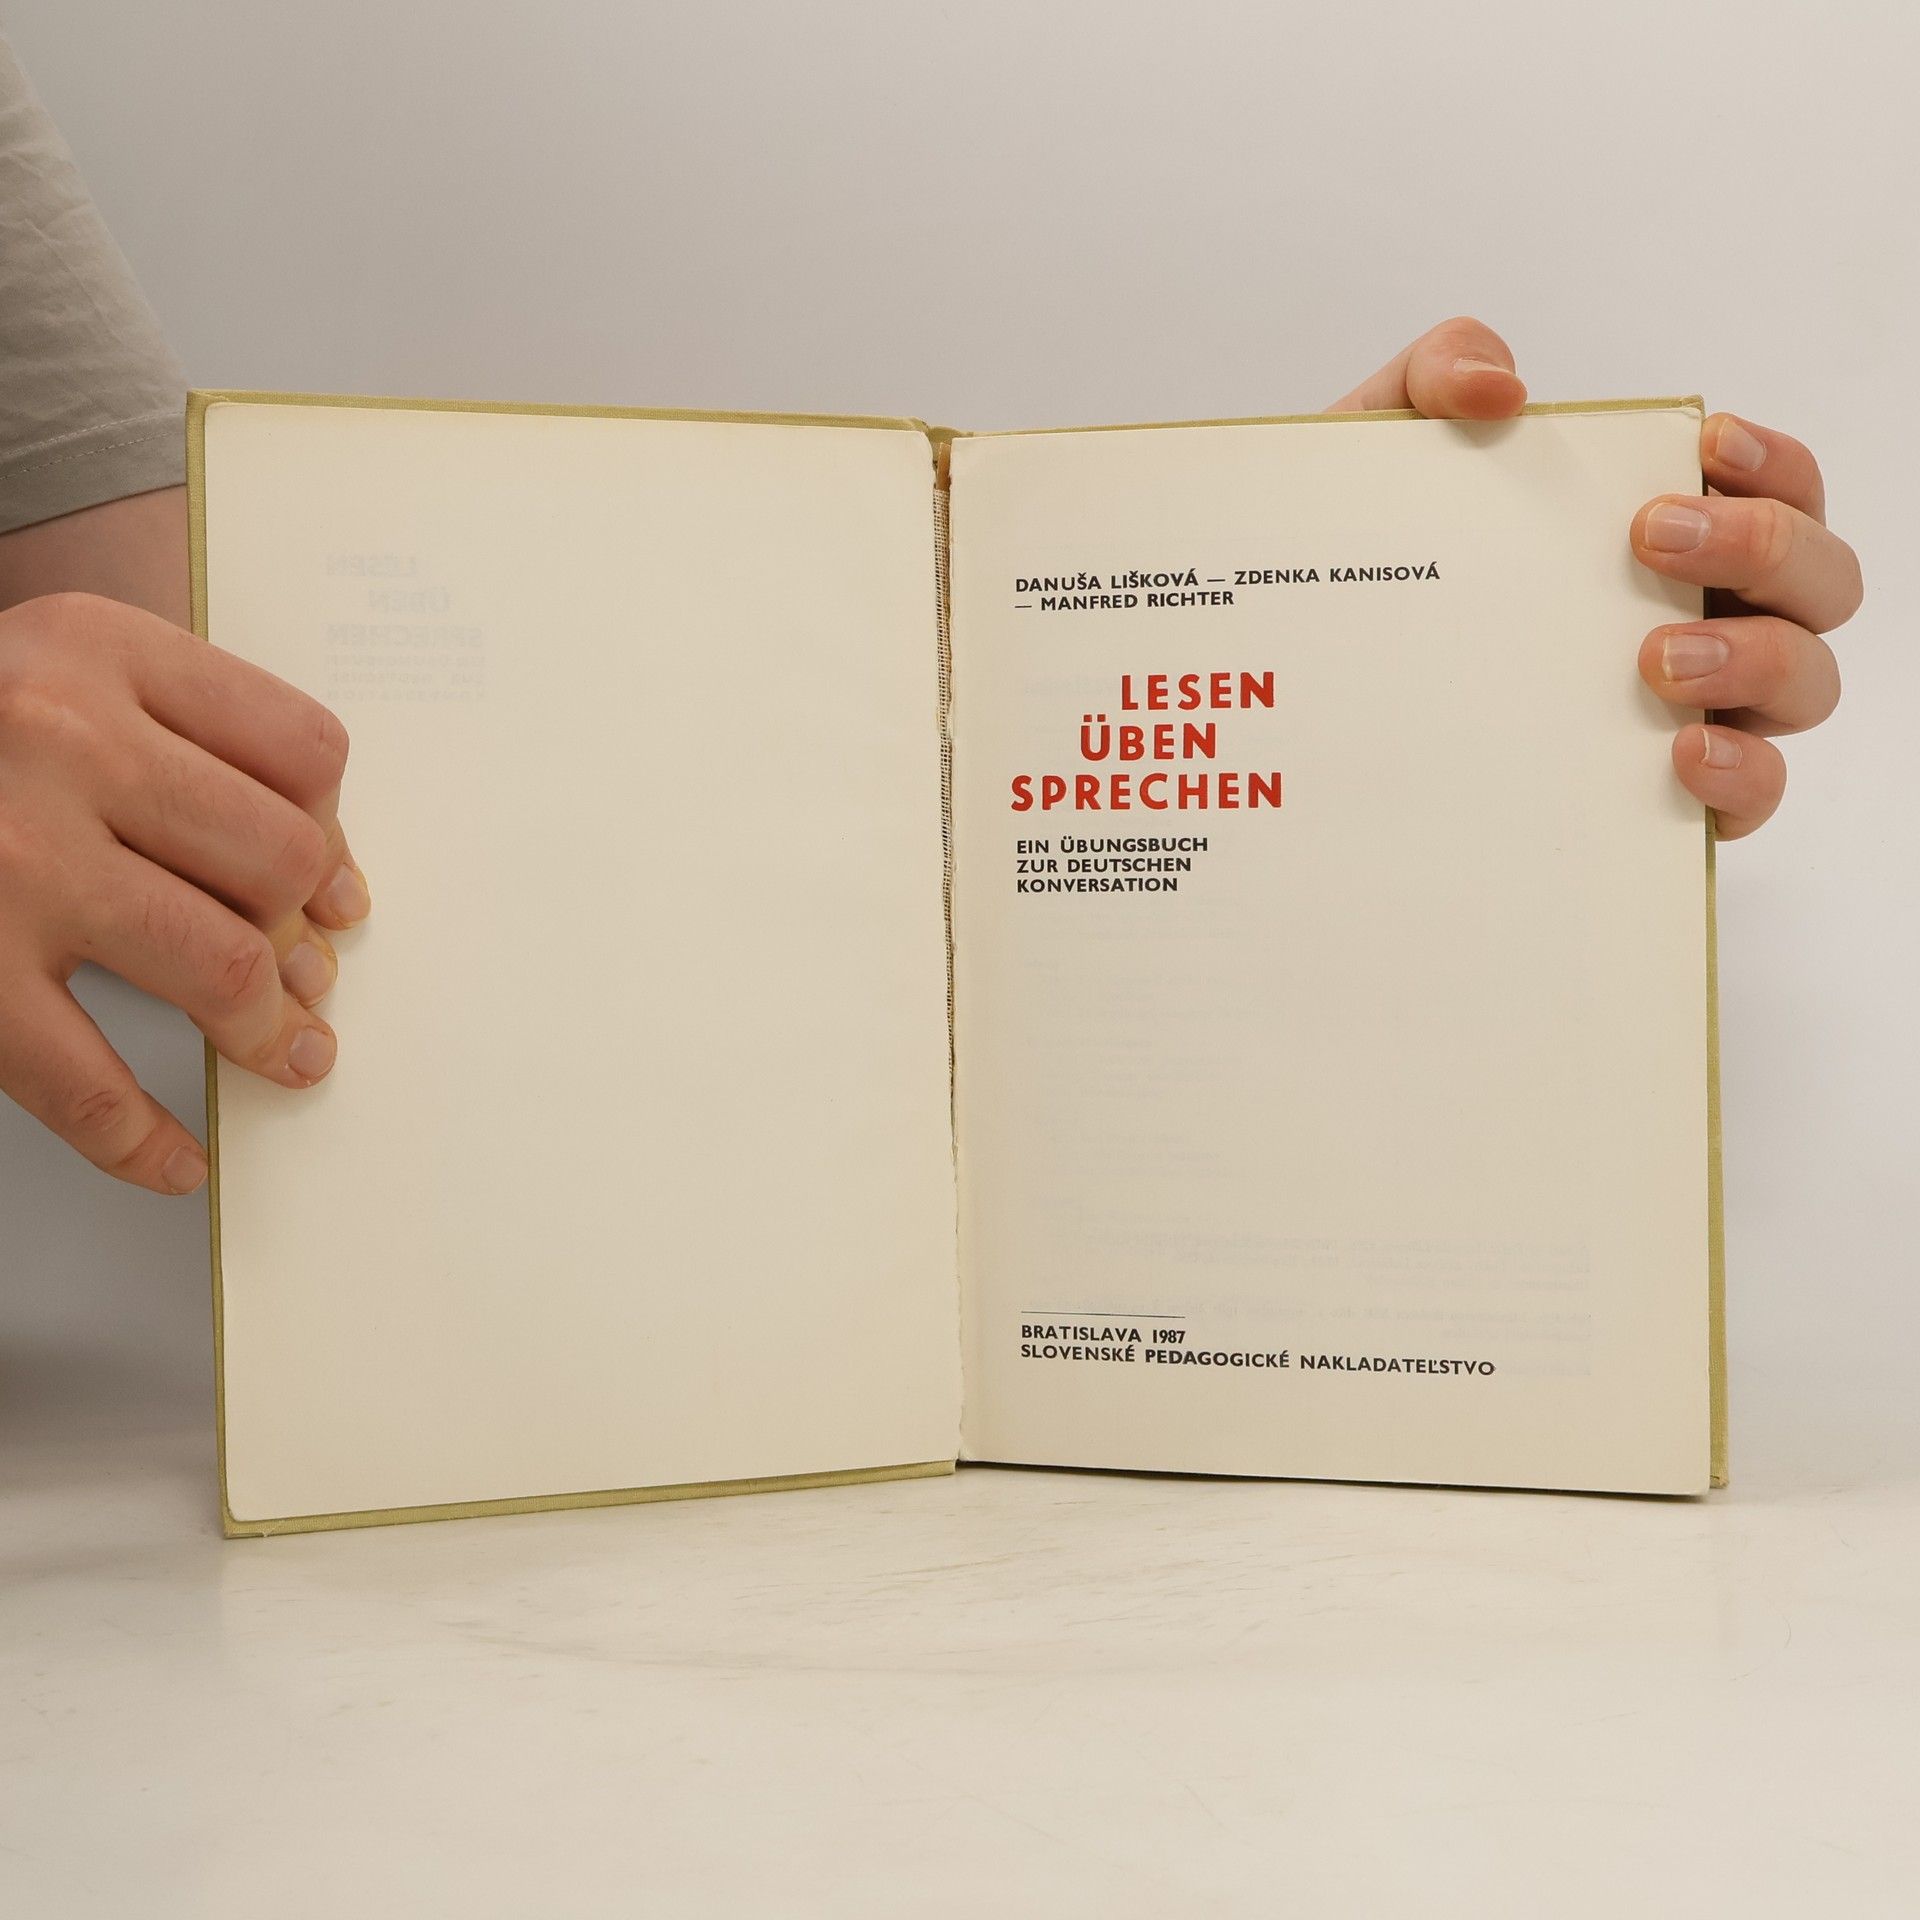 DANUŠA LIŠKOVÁ — ZDENKA KANISOVÁ
— MANFRED RICHTER
LESEN
ÜBEN
SPRECHEN
EIN ÜBUNGSBUCH
ZUR DEUTSCHEN
KONVERSATION
BRATISLAVA 1987
SLOVENSKÉ PEDAGOGICKÉ NAKLADATEĽSTVO